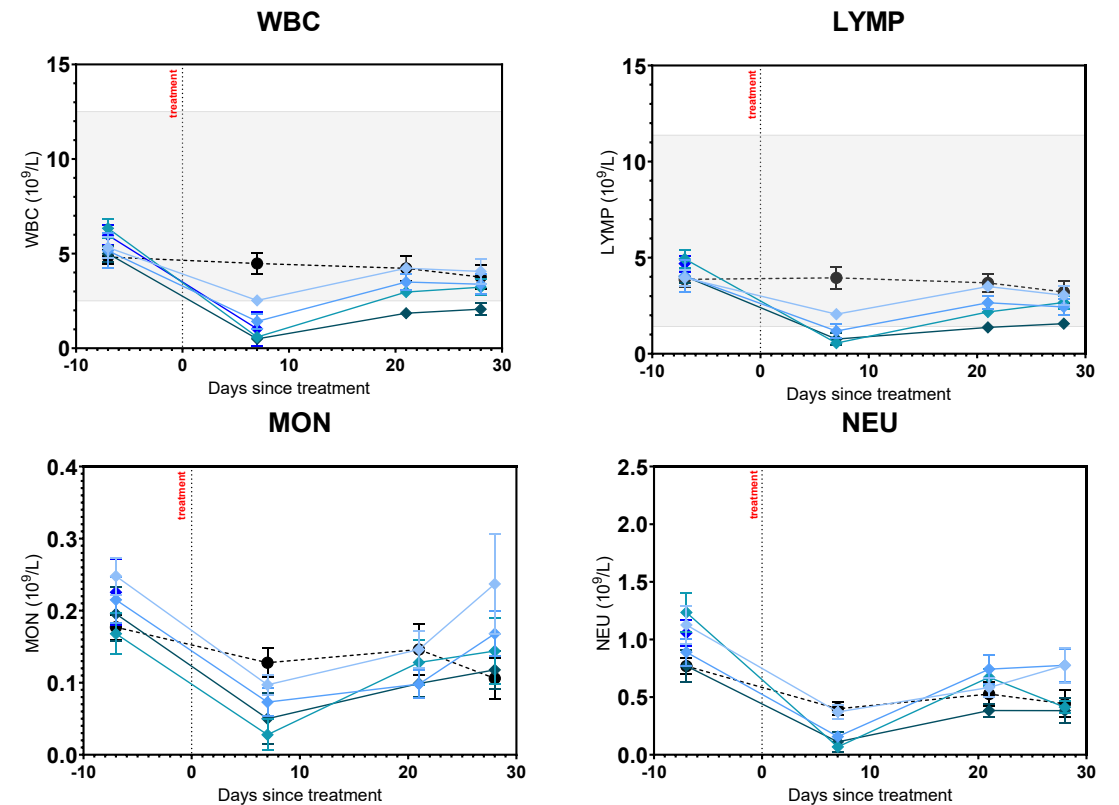 WBC
15
10
5
0
-10
0
10
20
30
WBC (10⁹/L)
treatment
Days since treatment
LYMP
15
10
5
0
-10
0
10
20
30
LYMP (10⁹/L)
treatment
Days since treatment
MON
0.4
0.3
0.2
0.1
0.0
-10
0
10
20
30
MON (10⁹/L)
treatment
Days since treatment
NEU
2.5
2.0
1.5
1.0
0.5
0.0
-10
0
10
20
30
NEU (10⁹/L)
treatment
Days since treatment